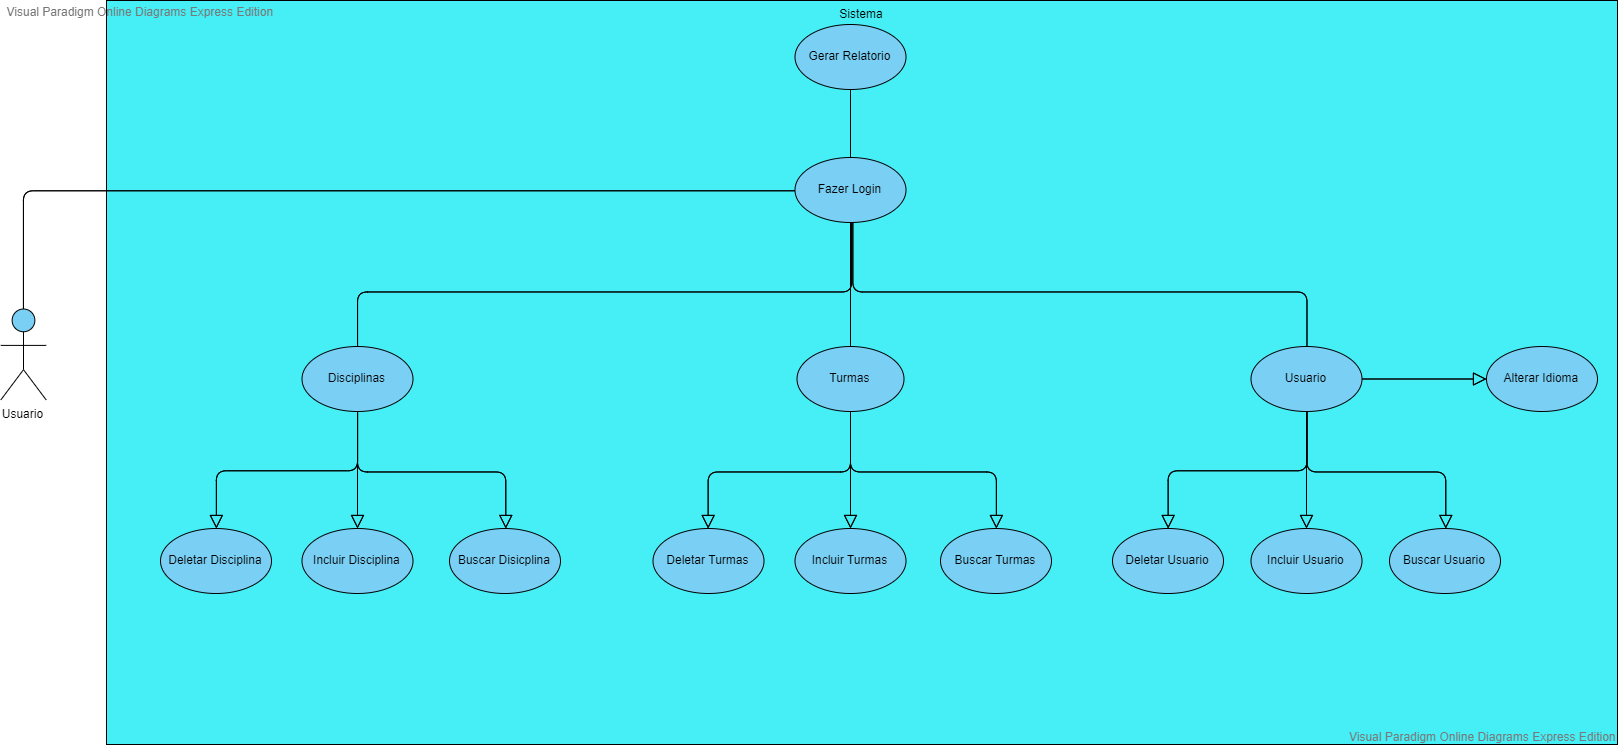 Visual Paradigm Online Diagrams Express Edition
Sistema
Gerar Relatorio
Fazer Login
Disciplinas
Turmas
Usuario
Alterar Idioma
Usuario
Deletar Disciplina
Incluir Disciplina
Buscar Disicplina
Deletar Turmas
Incluir Turmas
Buscar Turmas
Deletar Usuario
Incluir Usuario
Buscar Usuario
Visual Paradigm Online Diagrams Express Edition